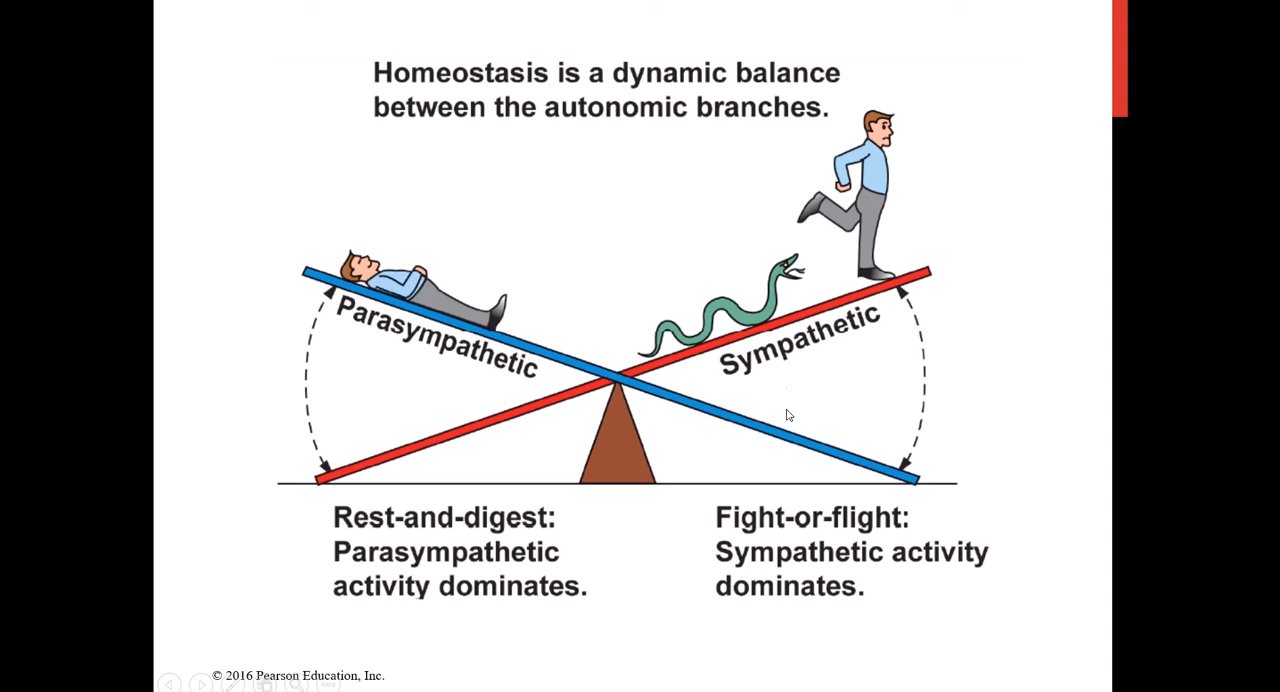 Homeostasis is a dynamic balance
between the autonomic branches.
Parasympathetic
Sympathetic
Rest-and-digest:
Parasympathetic
activity dominates.
Fight-or-flight:
Sympathetic activity
dominates.
© 2016 Pearson Education, Inc.